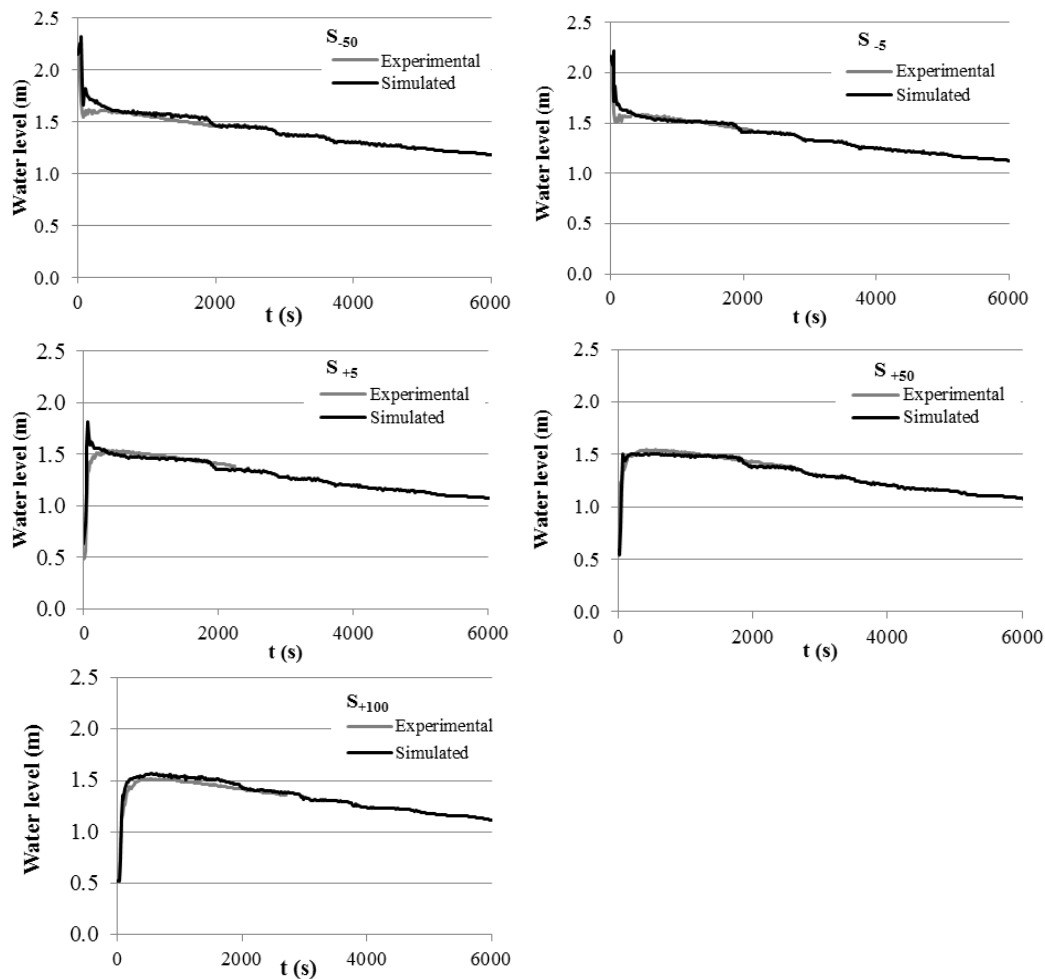 S-50
Experimental
Simulated
Water level (m)
2.5
2.0
1.5
1.0
0.5
0.0
0 2000 4000 6000
t (s)
S -5
Experimental
Simulated
Water level (m)
2.5
2.0
1.5
1.0
0.5
0.0
0 2000 4000 6000
t (s)
S +5
Experimental
Simulated
Water level (m)
2.5
2.0
1.5
1.0
0.5
0.0
0 2000 4000 6000
t (s)
S +50
Experimental
Simulated
Water level (m)
2.5
2.0
1.5
1.0
0.5
0.0
0 2000 4000 6000
t (s)
S+100
Experimental
Simulated
Water level (m)
2.5
2.0
1.5
1.0
0.5
0.0
0 2000 4000 6000
t (s)